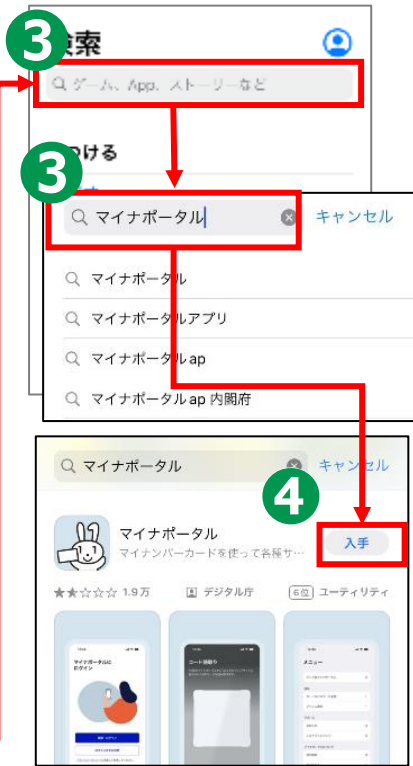 3
索
ゲーム、App、ストーリーなど
つける
3
マイナポータル
キャンセル
マイナポータル
マイナポータルアプリ
マイナポータル ap
マイナポータル ap 内閣府
マイナポータル
キャンセル
4
マイナポータル
マイナンバーカードを使って各種サ…
入手
★★☆☆☆ 1.9万
デジタル庁
6位 ユーティリティ
マイナポータルに
ログイン
コード読取り
メニュー